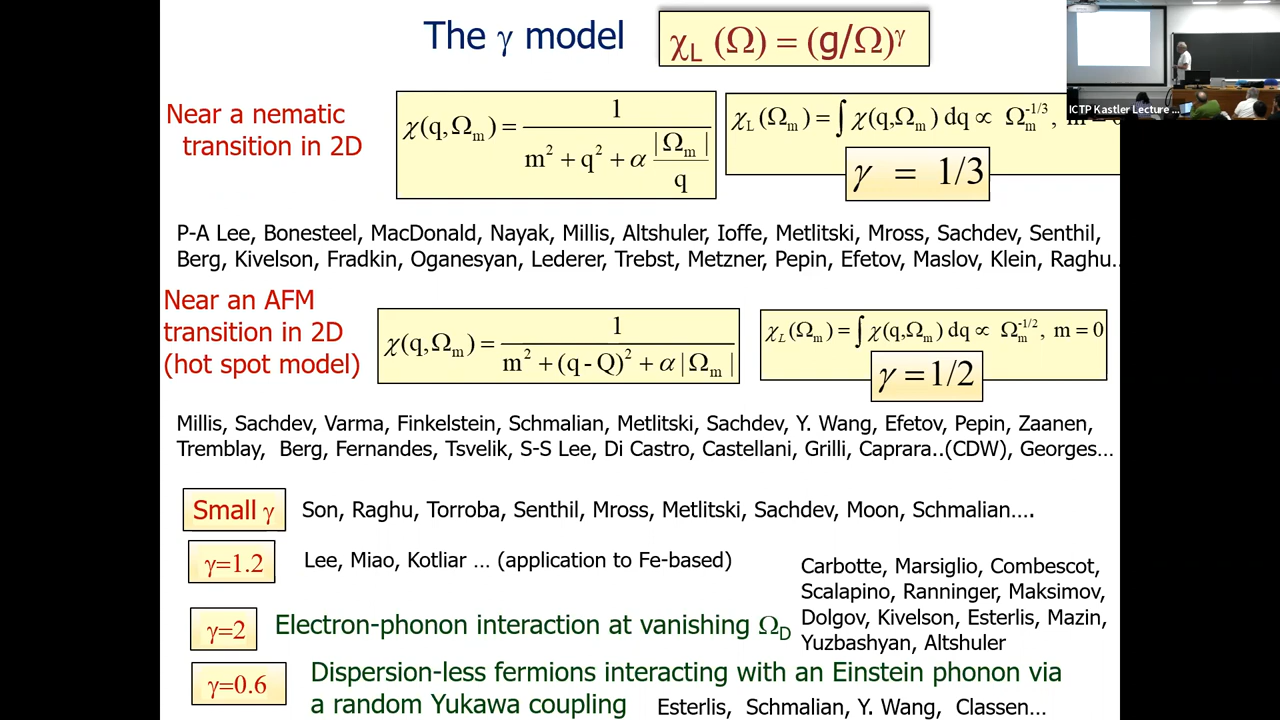 The γ model
χL (Ω) = (g/Ω)^γ
ICTP Kastler Lecture ...
Near a nematic
transition in 2D
χ(q,Ωm) = 1 / (m² + q² + α |Ωm| / q)
χL(Ωm) = ∫ χ(q,Ωm) dq ∝ Ωm^-1/3, m = 0
γ = 1/3
P-A Lee, Bonesteel, MacDonald, Nayak, Millis, Altshuler, Ioffe, Metlitski, Mross, Sachdev, Senthil,
Berg, Kivelson, Fradkin, Oganesyan, Lederer, Trebst, Metzner, Pepin, Efetov, Maslov, Klein, Raghu..
Near an AFM
transition in 2D
(hot spot model)
χ(q,Ωm) = 1 / (m² + (q - Q)² + α | Ωm |)
χL(Ωm) = ∫ χ(q,Ωm) dq ∝ Ωm^-1/2, m = 0
γ = 1/2
Millis, Sachdev, Varma, Finkelstein, Schmalian, Metlitski, Sachdev, Y. Wang, Efetov, Pepin, Zaanen,
Tremblay, Berg, Fernandes, Tsvelik, S-S Lee, Di Castro, Castellani, Grilli, Caprara..(CDW), Georges...
Small γ
Son, Raghu, Torroba, Senthil, Mross, Metlitski, Sachdev, Moon, Schmalian....
γ=1.2
Lee, Miao, Kotliar ... (application to Fe-based)
Carbotte, Marsiglio, Combescot,
Scalapino, Ranninger, Maksimov,
Dolgov, Kivelson, Esterlis, Mazin,
Yuzbashyan, Altshuler
γ=2
Electron-phonon interaction at vanishing ΩD
γ=0.6
Dispersion-less fermions interacting with an Einstein phonon via
a random Yukawa coupling
Esterlis, Schmalian, Y. Wang, Classen...